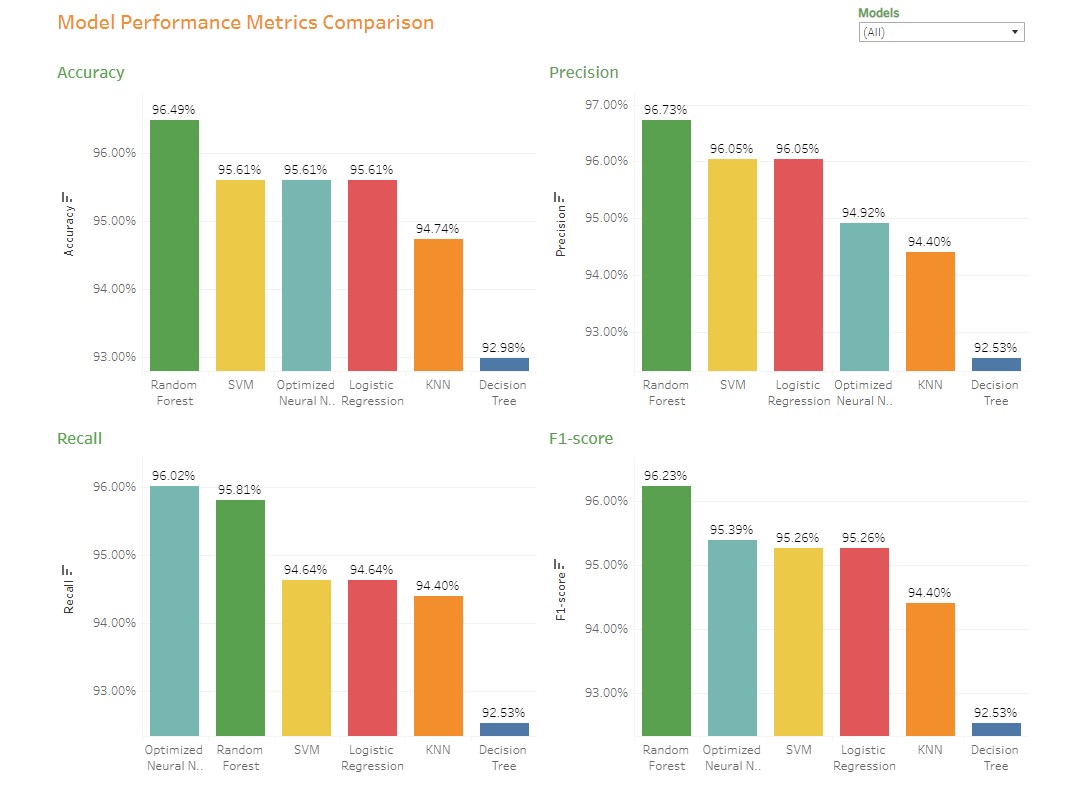 Model Performance Metrics Comparison
Models
(All)
Accuracy
96.49%
95.61%
95.61%
95.61%
94.74%
92.98%
96.00%
95.00%
94.00%
93.00%
Accuracy
Random Forest
SVM
Optimized Neural N..
Logistic Regression
KNN
Decision Tree
Precision
97.00%
96.00%
95.00%
94.00%
93.00%
Precision
96.73%
96.05%
96.05%
94.92%
94.40%
92.53%
Random Forest
SVM
Logistic Regression
Optimized Neural N..
KNN
Decision Tree
Recall
96.00%
95.00%
94.00%
93.00%
Recall
96.02%
95.81%
94.64%
94.64%
94.40%
92.53%
Optimized Neural N..
Random Forest
SVM
Logistic Regression
KNN
Decision Tree
F1-score
96.00%
95.00%
94.00%
93.00%
F1-score
96.23%
95.39%
95.26%
95.26%
94.40%
92.53%
Random Forest
Optimized Neural N..
SVM
Logistic Regression
KNN
Decision Tree